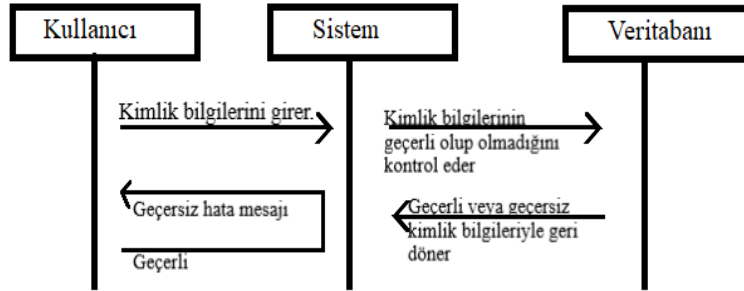 Kullanıcı
Sistem
Veritabanı
Kimlik bilgilerini girer.
Kimlik bilgilerinin
geçerli olup olmadığını
kontrol eder
Geçersiz hata mesajı
Geçerli
Geçerli veya geçersiz
kimlik bilgileriyle geri
döner